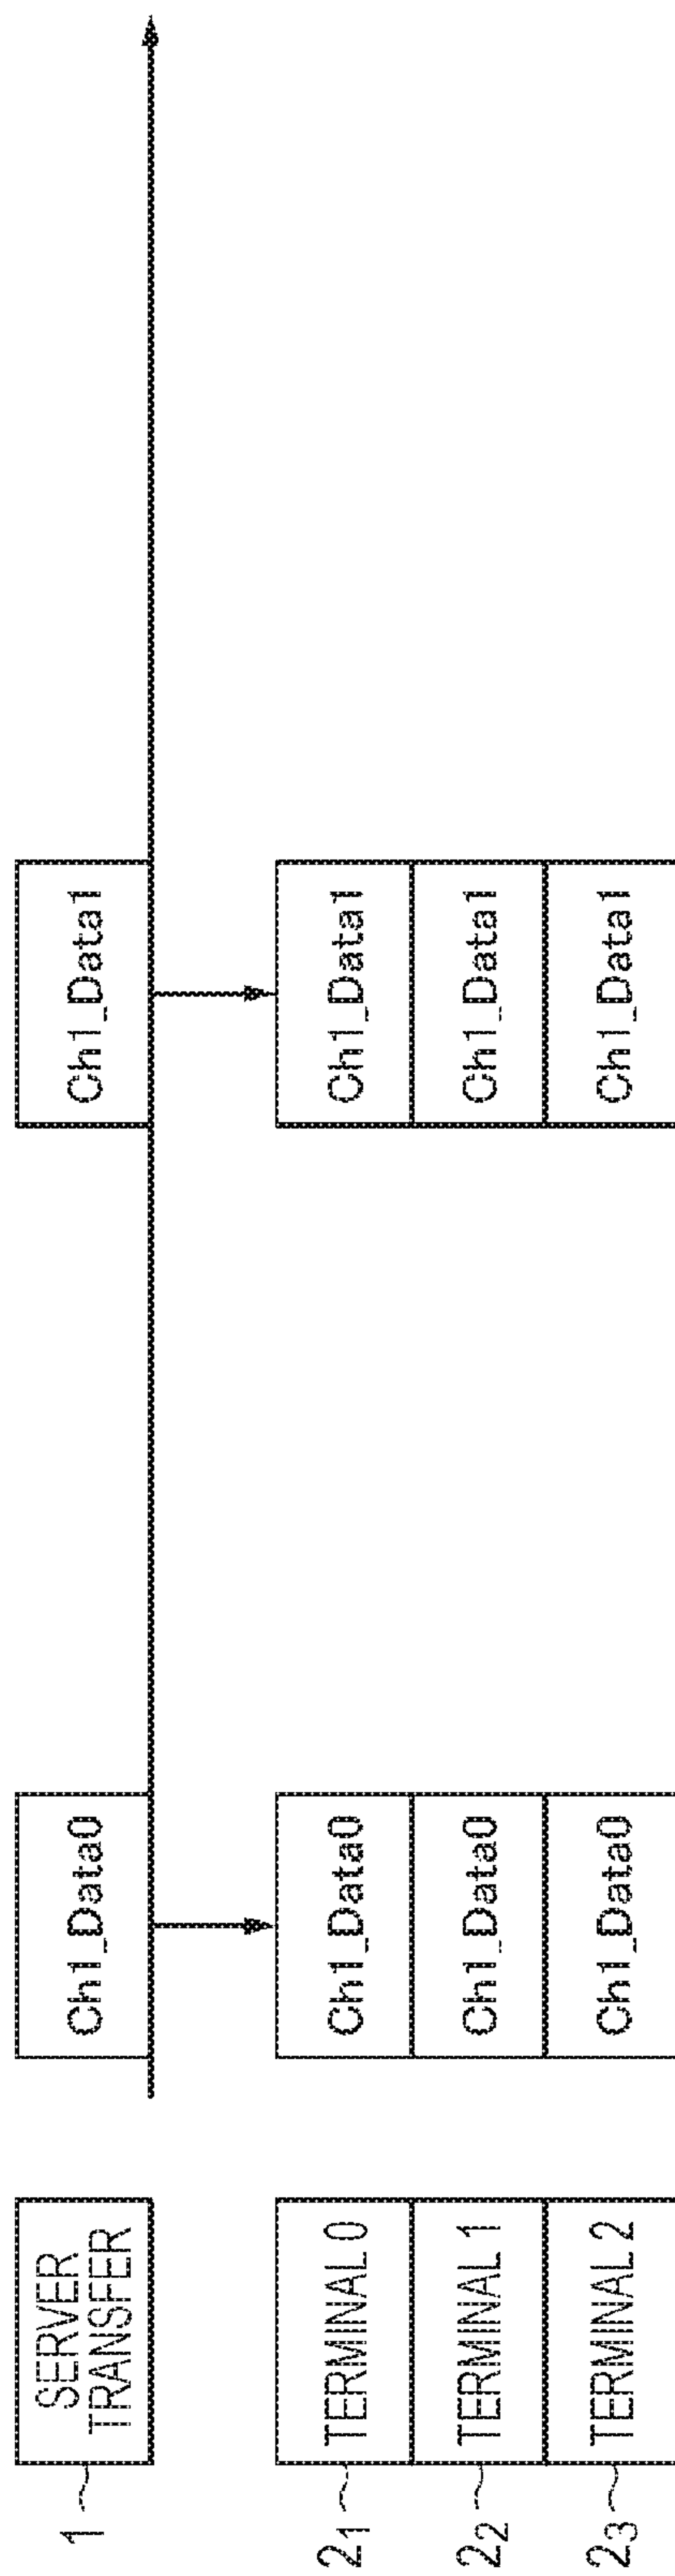 1
SERVER
TRANSFER
Ch1_Data0
Ch1_Data1
2₁
TERMINAL 0
Ch1_Data0
Ch1_Data1
2₂
TERMINAL 1
Ch1_Data0
Ch1_Data1
2₃
TERMINAL 2
Ch1_Data0
Ch1_Data1